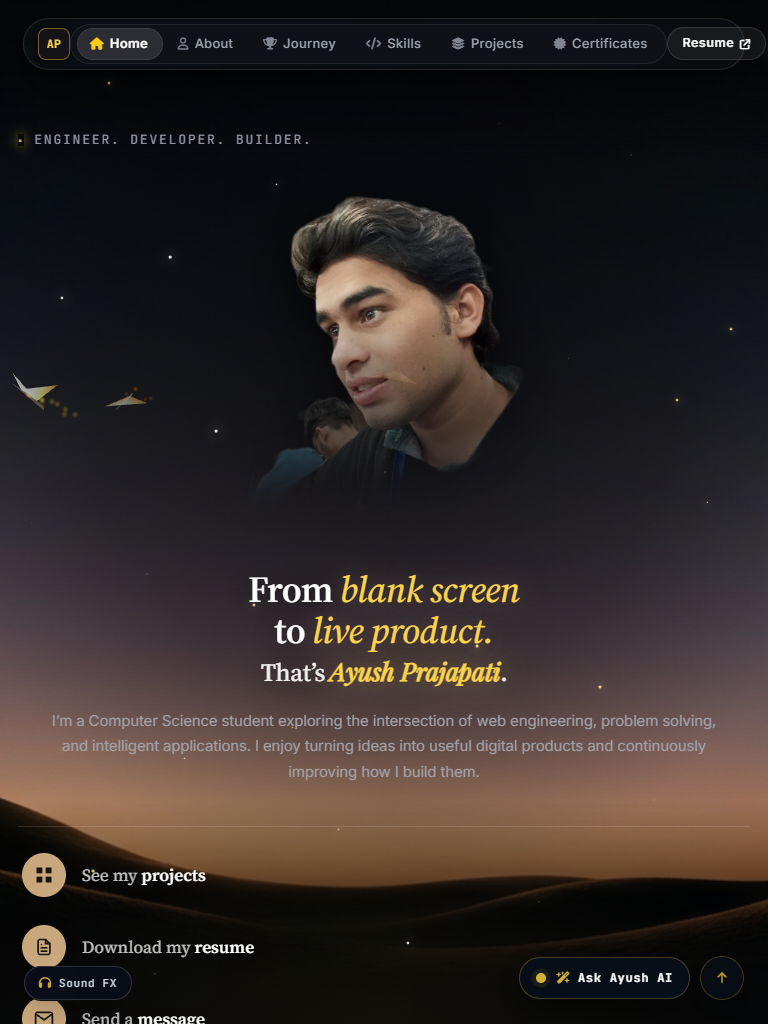 AP Home About Journey Skills Projects Certificates Resume
ENGINEER. DEVELOPER. BUILDER.
From blank screen
to live product.
That’s Ayush Prajapati.
I’m a Computer Science student exploring the intersection of web engineering, problem solving,
and intelligent applications. I enjoy turning ideas into useful digital products and continuously
improving how I build them.
See my projects
Download my resume
Sound FX
Ask Ayush AI
Send a message